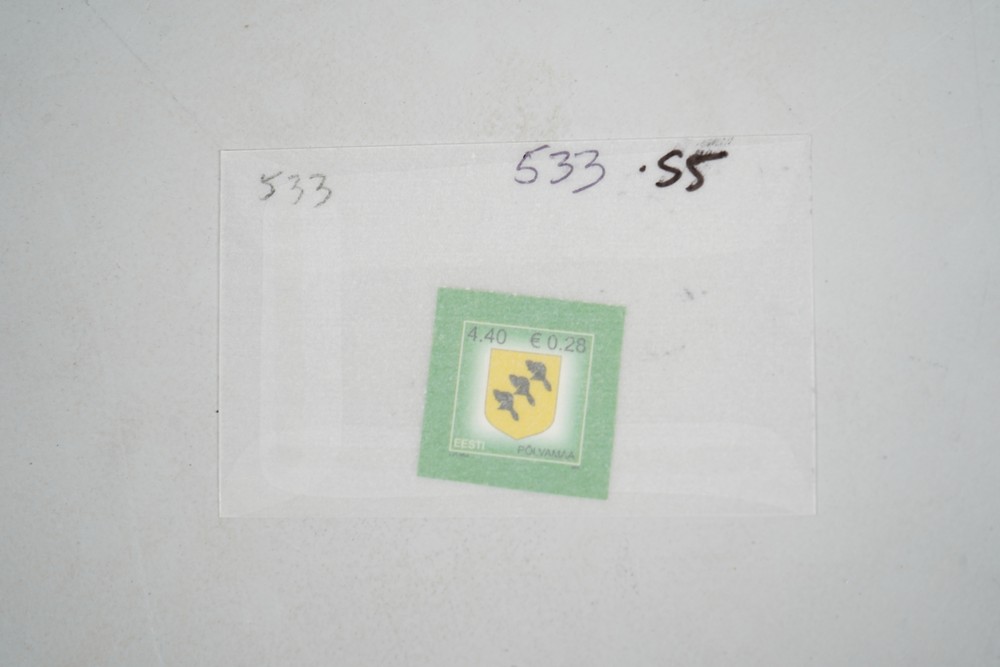 533
533 .55
4.40 € 0.28
EESTI
PÕLVAMAA